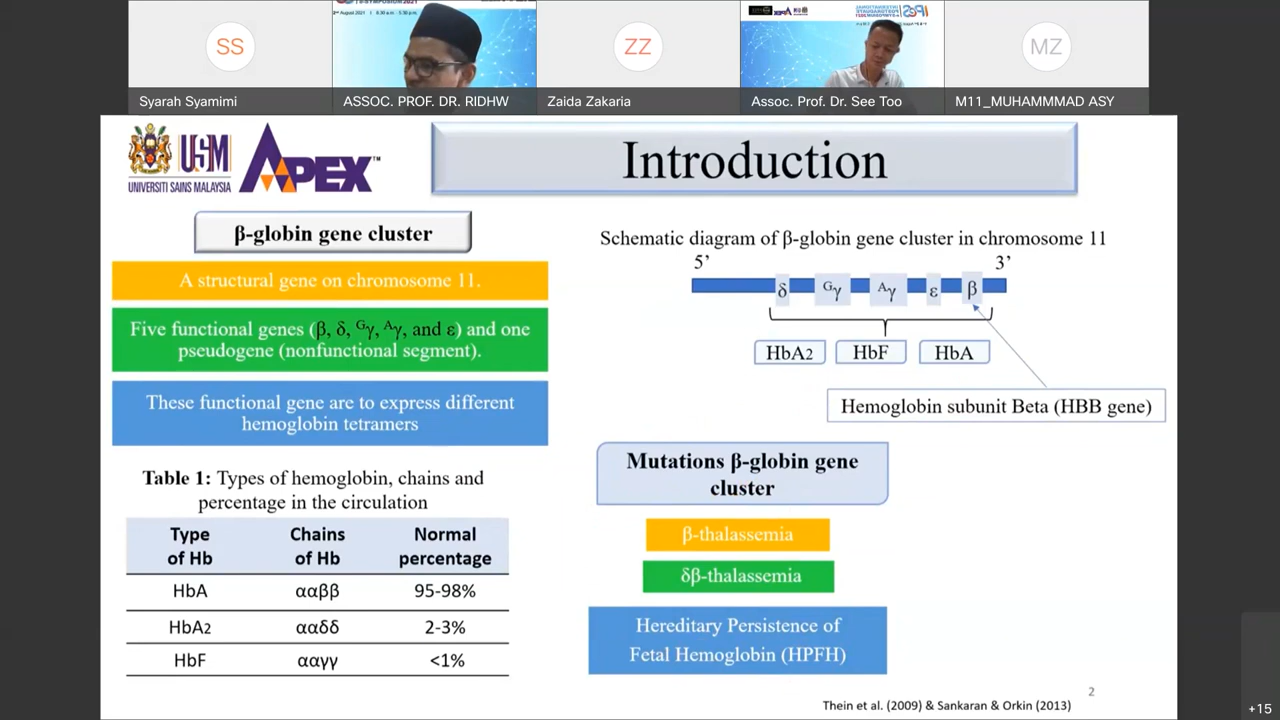 SS
ZZ
MZ
Syarah Syamimi
ASSOC. PROF. DR. RIDHW
Zaida Zakaria
Assoc. Prof. Dr. See Too
M11_MUHAMMMAD ASY
USM
UNIVERSITI SAINS MALAYSIA
APEX™
Introduction
β-globin gene cluster
A structural gene on chromosome 11.
Five functional genes (β, δ, ᴳγ, ᴬγ, and ε) and one
pseudogene (nonfunctional segment).
These functional gene are to express different
hemoglobin tetramers
Table 1: Types of hemoglobin, chains and
percentage in the circulation
Type of Hb Chains of Hb Normal percentage
HbA ααββ 95-98%
HbA2 ααδδ 2-3%
HbF ααγγ <1%
Schematic diagram of β-globin gene cluster in chromosome 11
5’ 3’
δ ᴳγ ᴬγ ε β
HbA2 HbF HbA
Hemoglobin subunit Beta (HBB gene)
Mutations β-globin gene
cluster
β-thalassemia
δβ-thalassemia
Hereditary Persistence of
Fetal Hemoglobin (HPFH)
2
Thein et al. (2009) & Sankaran & Orkin (2013)
+15